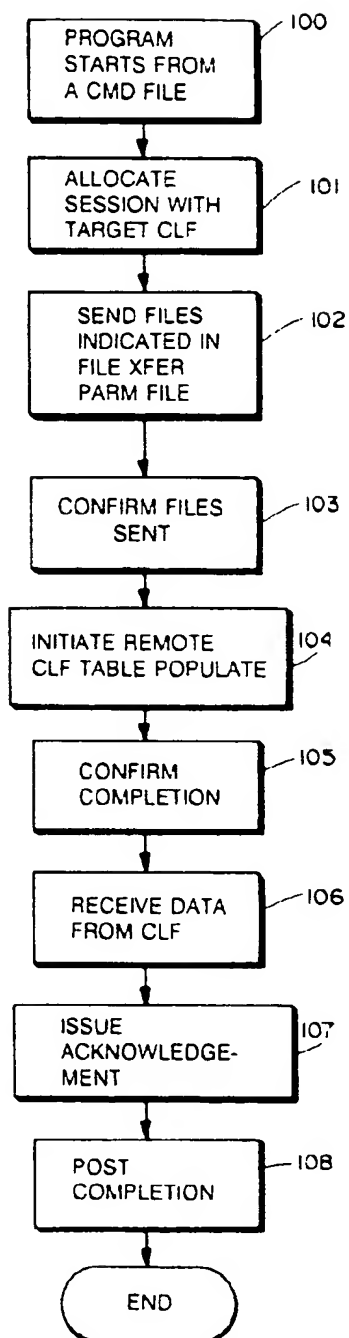 100
PROGRAM
STARTS FROM
A CMD FILE
101
ALLOCATE
SESSION WITH
TARGET CLF
102
SEND FILES
INDICATED IN
FILE XFER
PARM FILE
103
CONFIRM FILES
SENT
104
INITIATE REMOTE
CLF TABLE POPULATE
105
CONFIRM
COMPLETION
106
RECEIVE DATA
FROM CLF
107
ISSUE
ACKNOWLEDGE-
MENT
108
POST
COMPLETION
END